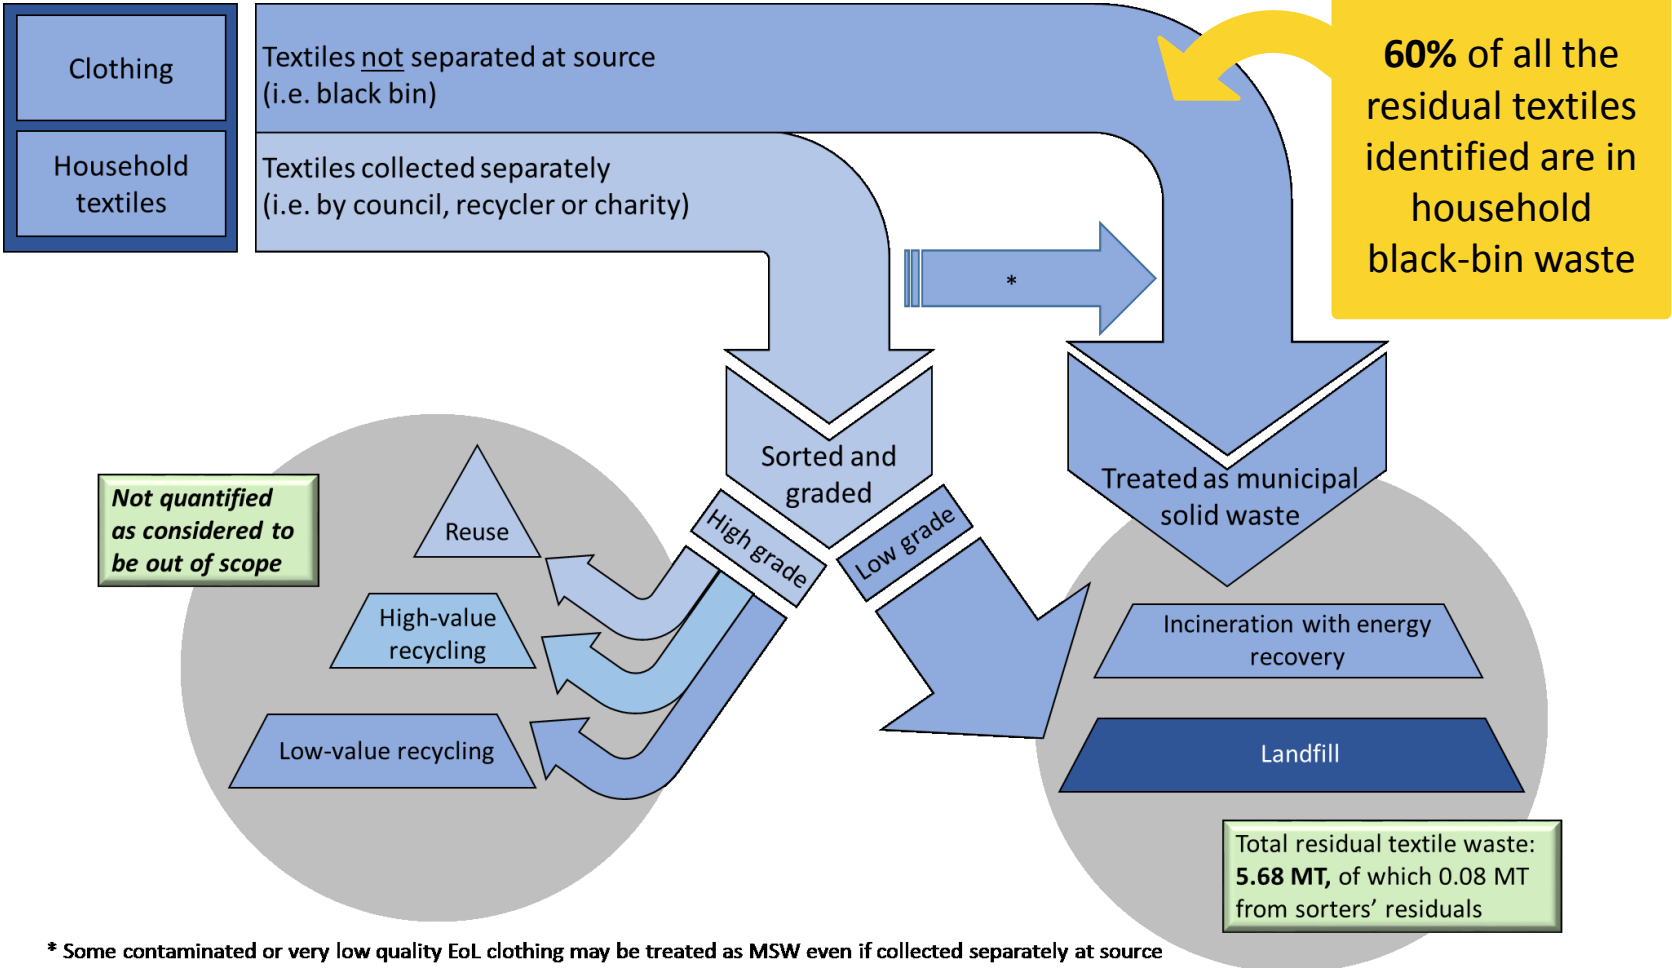 Clothing
Household
textiles
Textiles not separated at source
(i.e. black bin)
Textiles collected separately
(i.e. by council, recycler or charity)
60% of all the
residual textiles
identified are in
household
black-bin waste
*
Sorted and
graded
Treated as municipal
solid waste
High grade
Low grade
Not quantified
as considered to
be out of scope
Reuse
High-value
recycling
Low-value recycling
Incineration with energy
recovery
Landfill
Total residual textile waste:
5.68 MT, of which 0.08 MT
from sorters’ residuals
* Some contaminated or very low quality EoL clothing may be treated as MSW even if collected separately at source